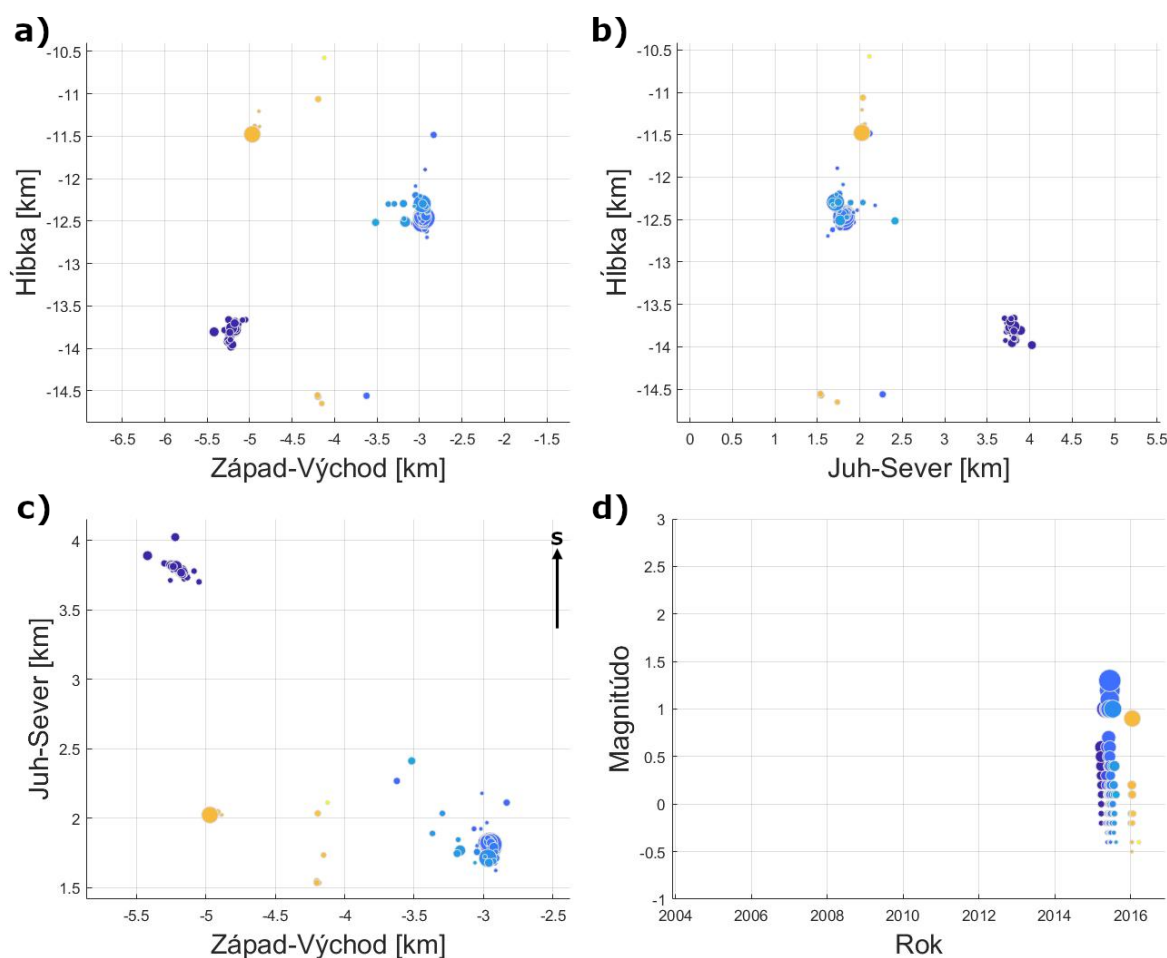 a)
-10.5
-11
-11.5
-12
-12.5
-13
-13.5
-14
-14.5
Hĺbka [km]
-6.5 -6 -5.5 -5 -4.5 -4 -3.5 -3 -2.5 -2 -1.5
Západ-Východ [km]
b)
-10.5
-11
-11.5
-12
-12.5
-13
-13.5
-14
-14.5
Hĺbka [km]
0 0.5 1 1.5 2 2.5 3 3.5 4 4.5 5 5.5
Juh-Sever [km]
c)
S
4
3.5
3
2.5
2
1.5
Juh-Sever [km]
-5.5 -5 -4.5 -4 -3.5 -3 -2.5
Západ-Východ [km]
d)
3
2.5
2
1.5
1
0.5
0
-0.5
-1
Magnitúdo
2004 2006 2008 2010 2012 2014 2016
Rok